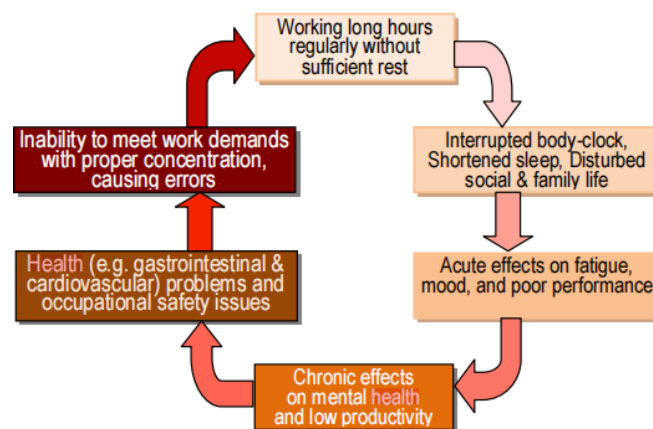 Working long hours
regularly without
sufficient rest
Interrupted body-clock,
Shortened sleep, Disturbed
social & family life
Acute effects on fatigue,
mood, and poor performance
Chronic effects
on mental health
and low productivity
Health (e.g. gastrointestinal &
cardiovascular) problems and
occupational safety issues
Inability to meet work demands
with proper concentration,
causing errors